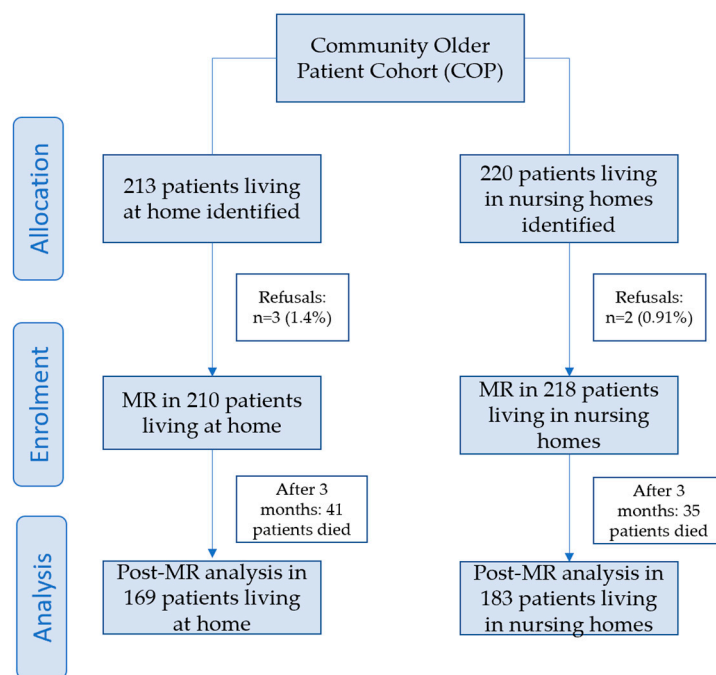 Community Older
Patient Cohort (COP)
Allocation
213 patients living
at home identified
220 patients living
in nursing homes
identified
Refusals:
n=3 (1.4%)
Refusals:
n=2 (0.91%)
Enrolment
MR in 210 patients
living at home
MR in 218 patients
living in nursing
homes
After 3
months: 41
patients died
After 3
months: 35
patients died
Analysis
Post-MR analysis in
169 patients living
at home
Post-MR analysis in
183 patients living
in nursing homes